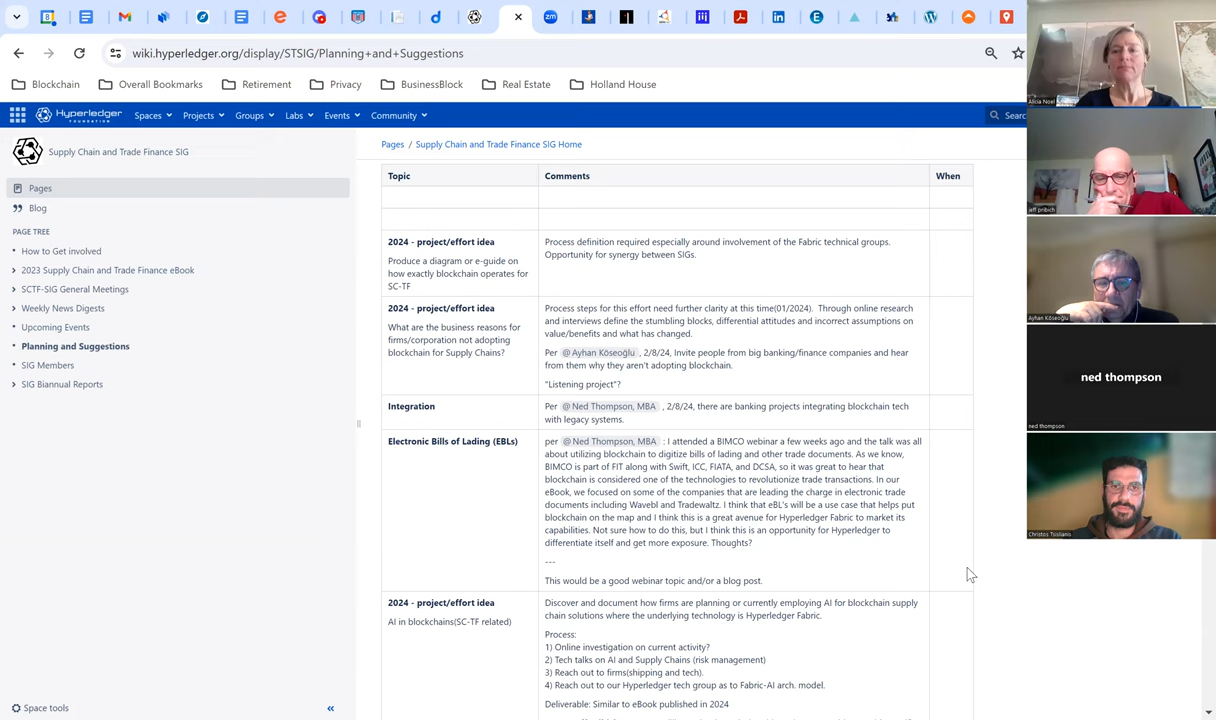 wiki.hyperledger.org/display/STSIG/Planning+and+Suggestions
Blockchain
Overall Bookmarks
Retirement
Privacy
BusinessBlock
Real Estate
Holland House
HYPERLEDGER
FOUNDATION
Spaces
Projects
Groups
Labs
Events
Community
Searc
Supply Chain and Trade Finance SIG
Pages
Blog
PAGE TREE
How to Get involved
2023 Supply Chain and Trade Finance eBook
SCTF-SIG General Meetings
Weekly News Digests
Upcoming Events
Planning and Suggestions
SIG Members
SIG Biannual Reports
Space tools
Pages / Supply Chain and Trade Finance SIG Home
Topic
Comments
When
2024 - project/effort idea
Produce a diagram or e-guide on
how exactly blockchain operates for
SC-TF
Process definition required especially around involvement of the Fabric technical groups.
Opportunity for synergy between SIGs.
2024 - project/effort idea
What are the business reasons for
firms/corporation not adopting
blockchain for Supply Chains?
Process steps for this effort need further clarity at this time(01/2024). Through online research
and interviews define the stumbling blocks, differential attitudes and incorrect assumptions on
value/benefits and what has changed.
Per @Ayhan Köseoğlu , 2/8/24, Invite people from big banking/finance companies and hear
from them why they aren't adopting blockchain.
"Listening project"?
Integration
Per @Ned Thompson, MBA , 2/8/24, there are banking projects integrating blockchain tech
with legacy systems.
Electronic Bills of Lading (EBLs)
per @Ned Thompson, MBA : I attended a BIMCO webinar a few weeks ago and the talk was all
about utilizing blockchain to digitize bills of lading and other trade documents. As we know,
BIMCO is part of FIT along with Swift, ICC, FIATA, and DCSA, so it was great to hear that
blockchain is considered one of the technologies to revolutionize trade transactions. In our
eBook, we focused on some of the companies that are leading the charge in electronic trade
documents including Wavebl and Tradewaltz. I think that eBL's will be a use case that helps put
blockchain on the map and I think this is a great avenue for Hyperledger Fabric to market its
capabilities. Not sure how to do this, but I think this is an opportunity for Hyperledger to
differentiate itself and get more exposure. Thoughts?
---
This would be a good webinar topic and/or a blog post.
2024 - project/effort idea
AI in blockchains(SC-TF related)
Discover and document how firms are planning or currently employing AI for blockchain supply
chain solutions where the underlying technology is Hyperledger Fabric.
Process:
1) Online investigation on current activity?
2) Tech talks on AI and Supply Chains (risk management)
3) Reach out to firms(shipping and tech).
4) Reach out to our Hyperledger tech group as to Fabric-AI arch. model.
Deliverable: Similar to eBook published in 2024
Alicia Noel
jeff pribich
Ayhan Köseoğlu
ned thompson
ned thompson
Christos Tsislianis